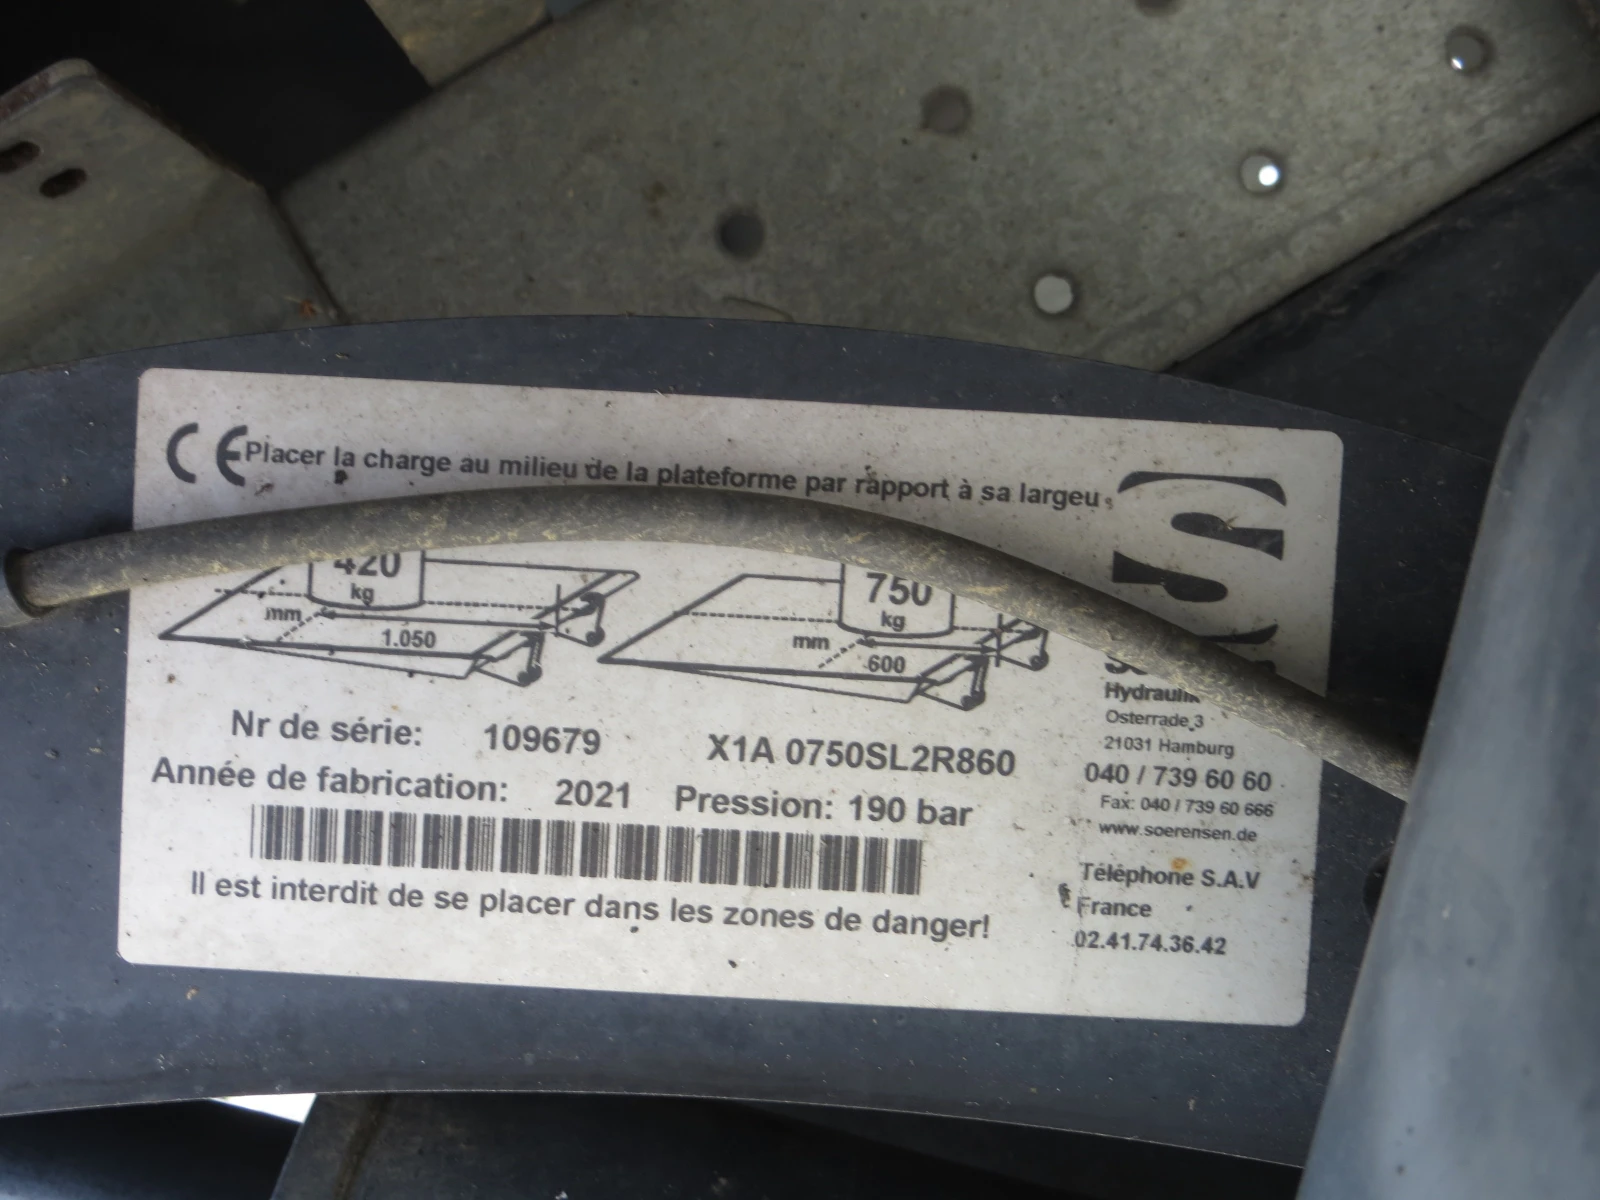 CE Placer la charge au milieu de la plateforme par rapport à sa largeu
420
kg
mm
1.050
750
kg
mm
600
Nr de série: 109679 X1A 0750SL2R860
Année de fabrication: 2021 Pression: 190 bar
Il est interdit de se placer dans les zones de danger!
S
Hydraulik
Osterrade 3
21031 Hamburg
040 / 739 60 60
Fax: 040 / 739 60 666
www.soerensen.de
Téléphone S.A.V
France
02.41.74.36.42